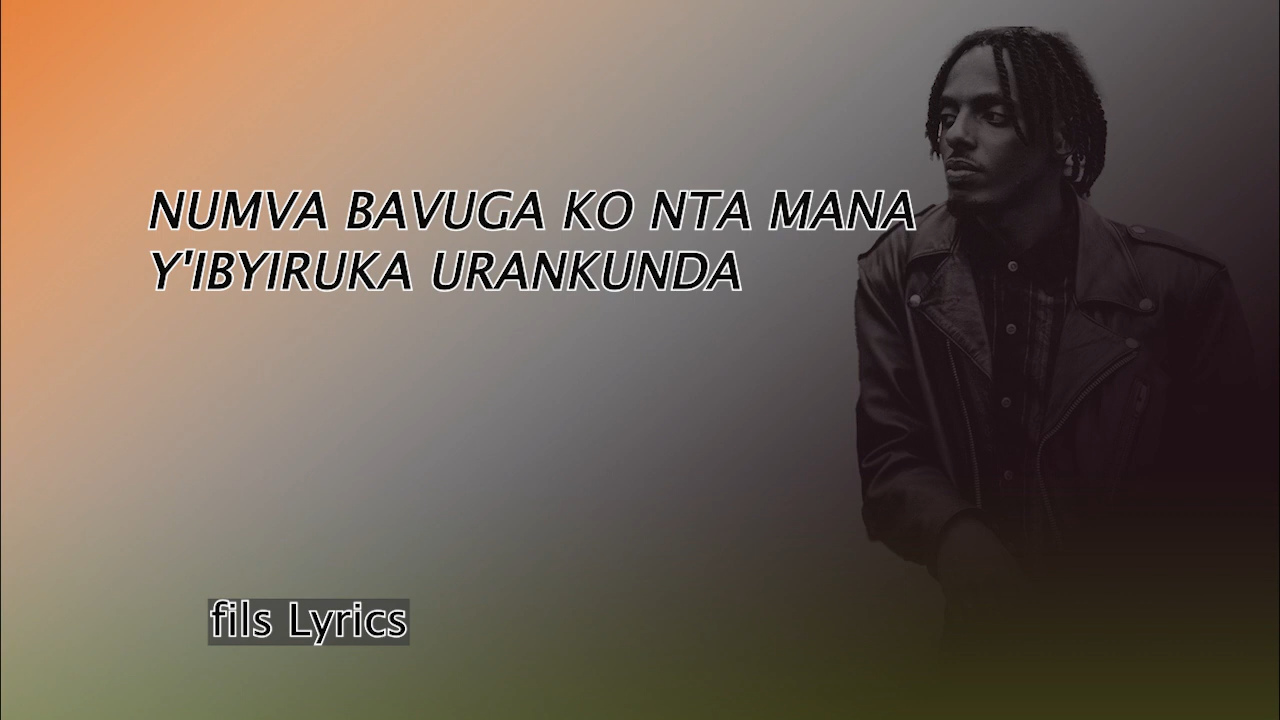 NUMVA BAVUGA KO NTA MANA
Y'IBYIRUKA URANKUNDA
fils Lyrics